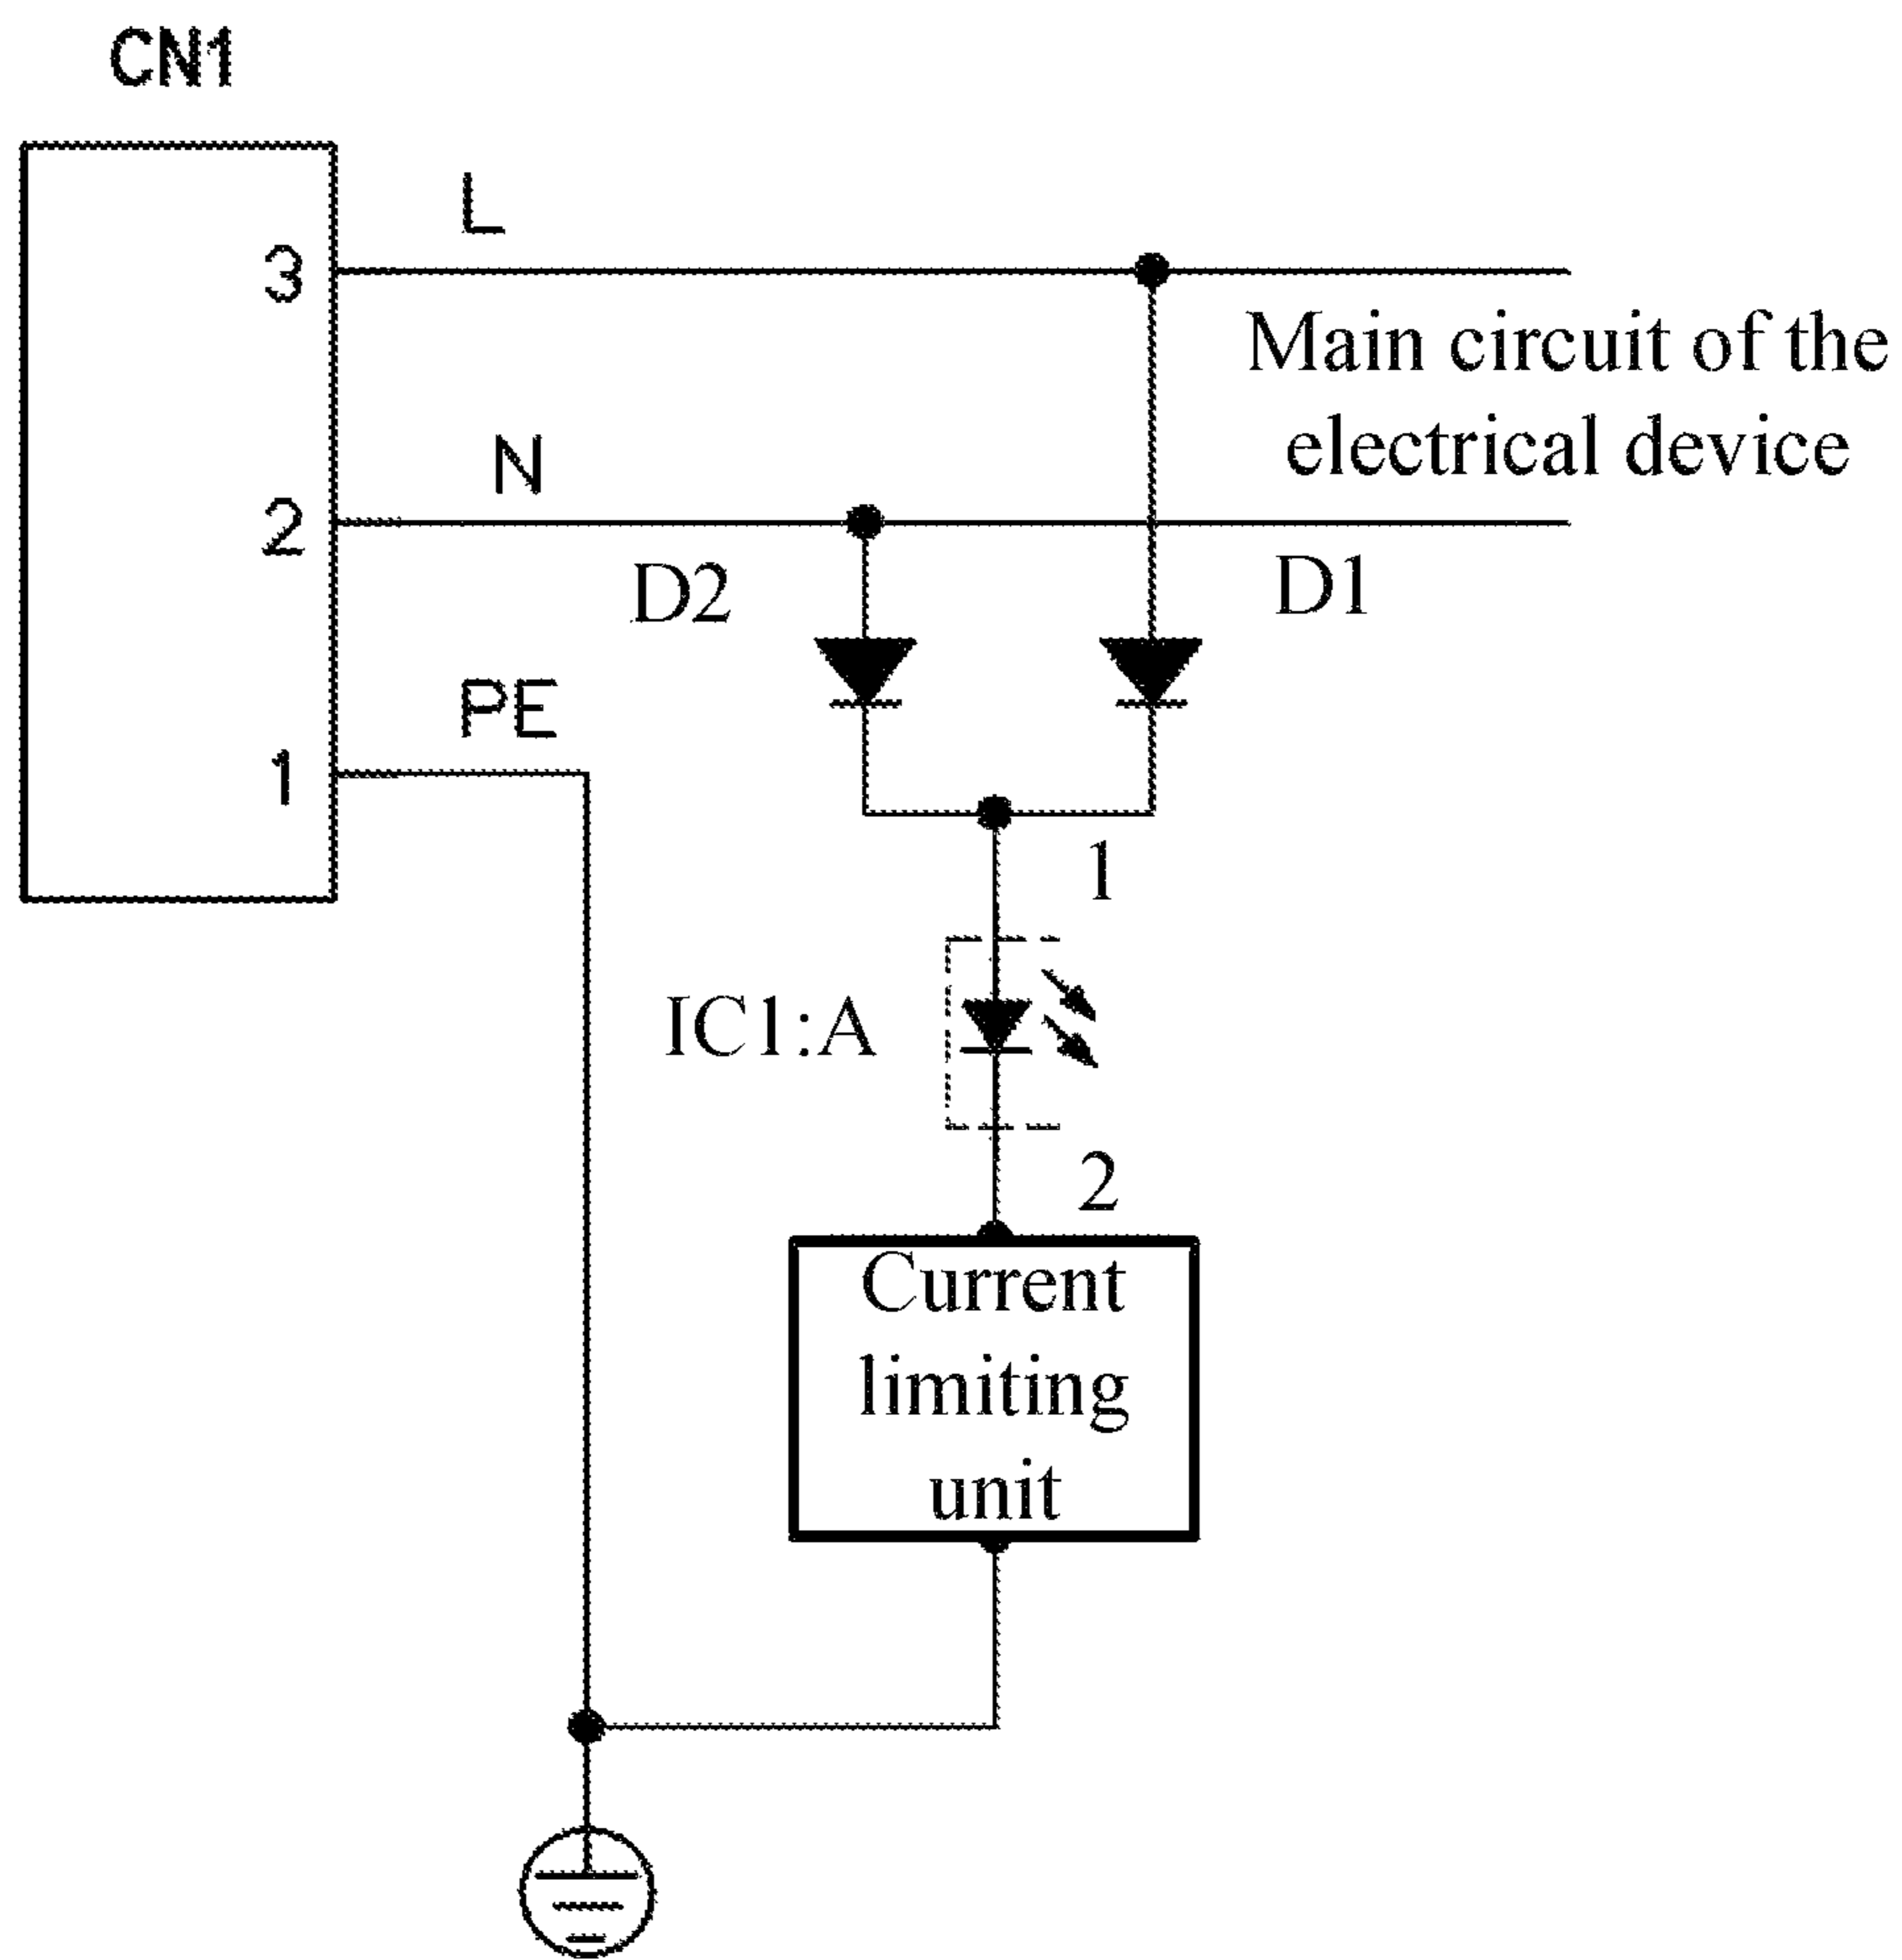 CN1
L
3
Main circuit of the
electrical device
N
2
D2
D1
PE
1
1
IC1:A
2
Current
limiting
unit